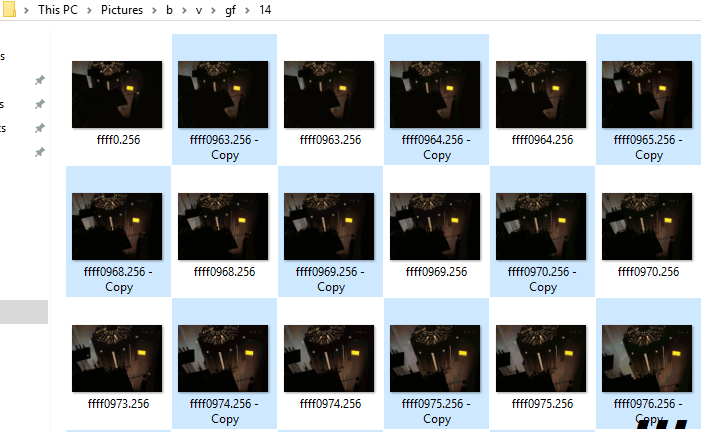 This PC > Pictures > b > v > gf > 14
s
ffff0.256
ffff0963.256 -
Copy
ffff0963.256
ffff0964.256 -
Copy
ffff0964.256
ffff0965.256 -
Copy
s
ts
ffff0968.256 -
Copy
ffff0968.256
ffff0969.256 -
Copy
ffff0969.256
ffff0970.256 -
Copy
ffff0970.256
ffff0973.256
ffff0974.256 -
Copy
ffff0974.256
ffff0975.256 -
Copy
ffff0975.256
ffff0976.256 -
Copy